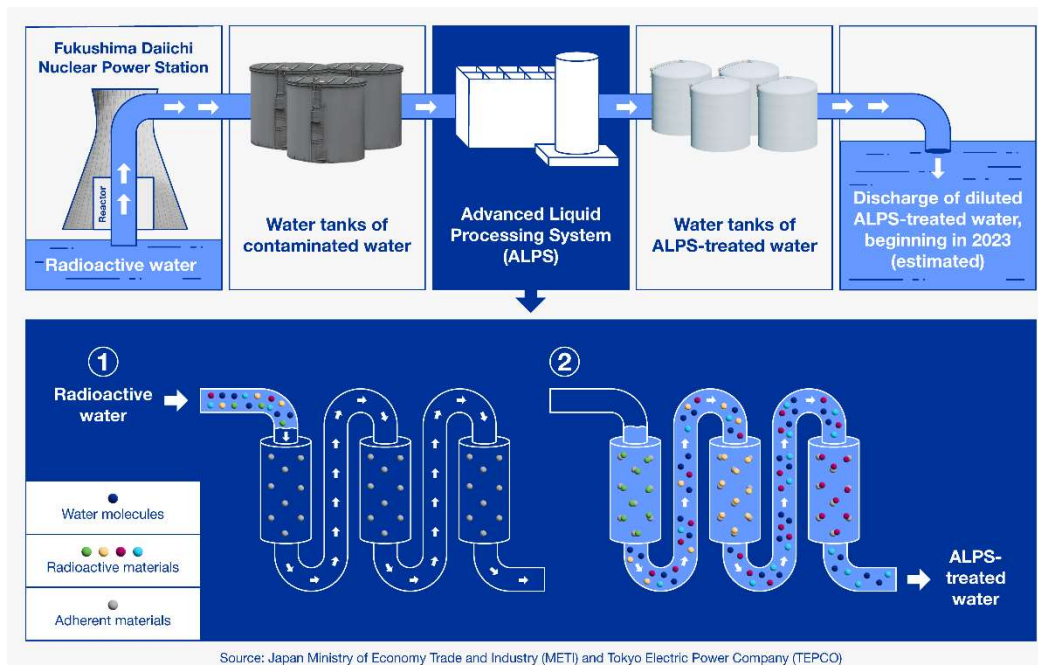 Fukushima Daiichi
Nuclear Power Station
Reactor
Radioactive water
Water tanks of
contaminated water
Advanced Liquid
Processing System
(ALPS)
Water tanks of
ALPS-treated water
Discharge of diluted
ALPS-treated water,
beginning in 2023
(estimated)
1
Radioactive
water
2
Water molecules
Radioactive materials
Adherent materials
ALPS-
treated
water
Source: Japan Ministry of Economy Trade and Industry (METI) and Tokyo Electric Power Company (TEPCO)